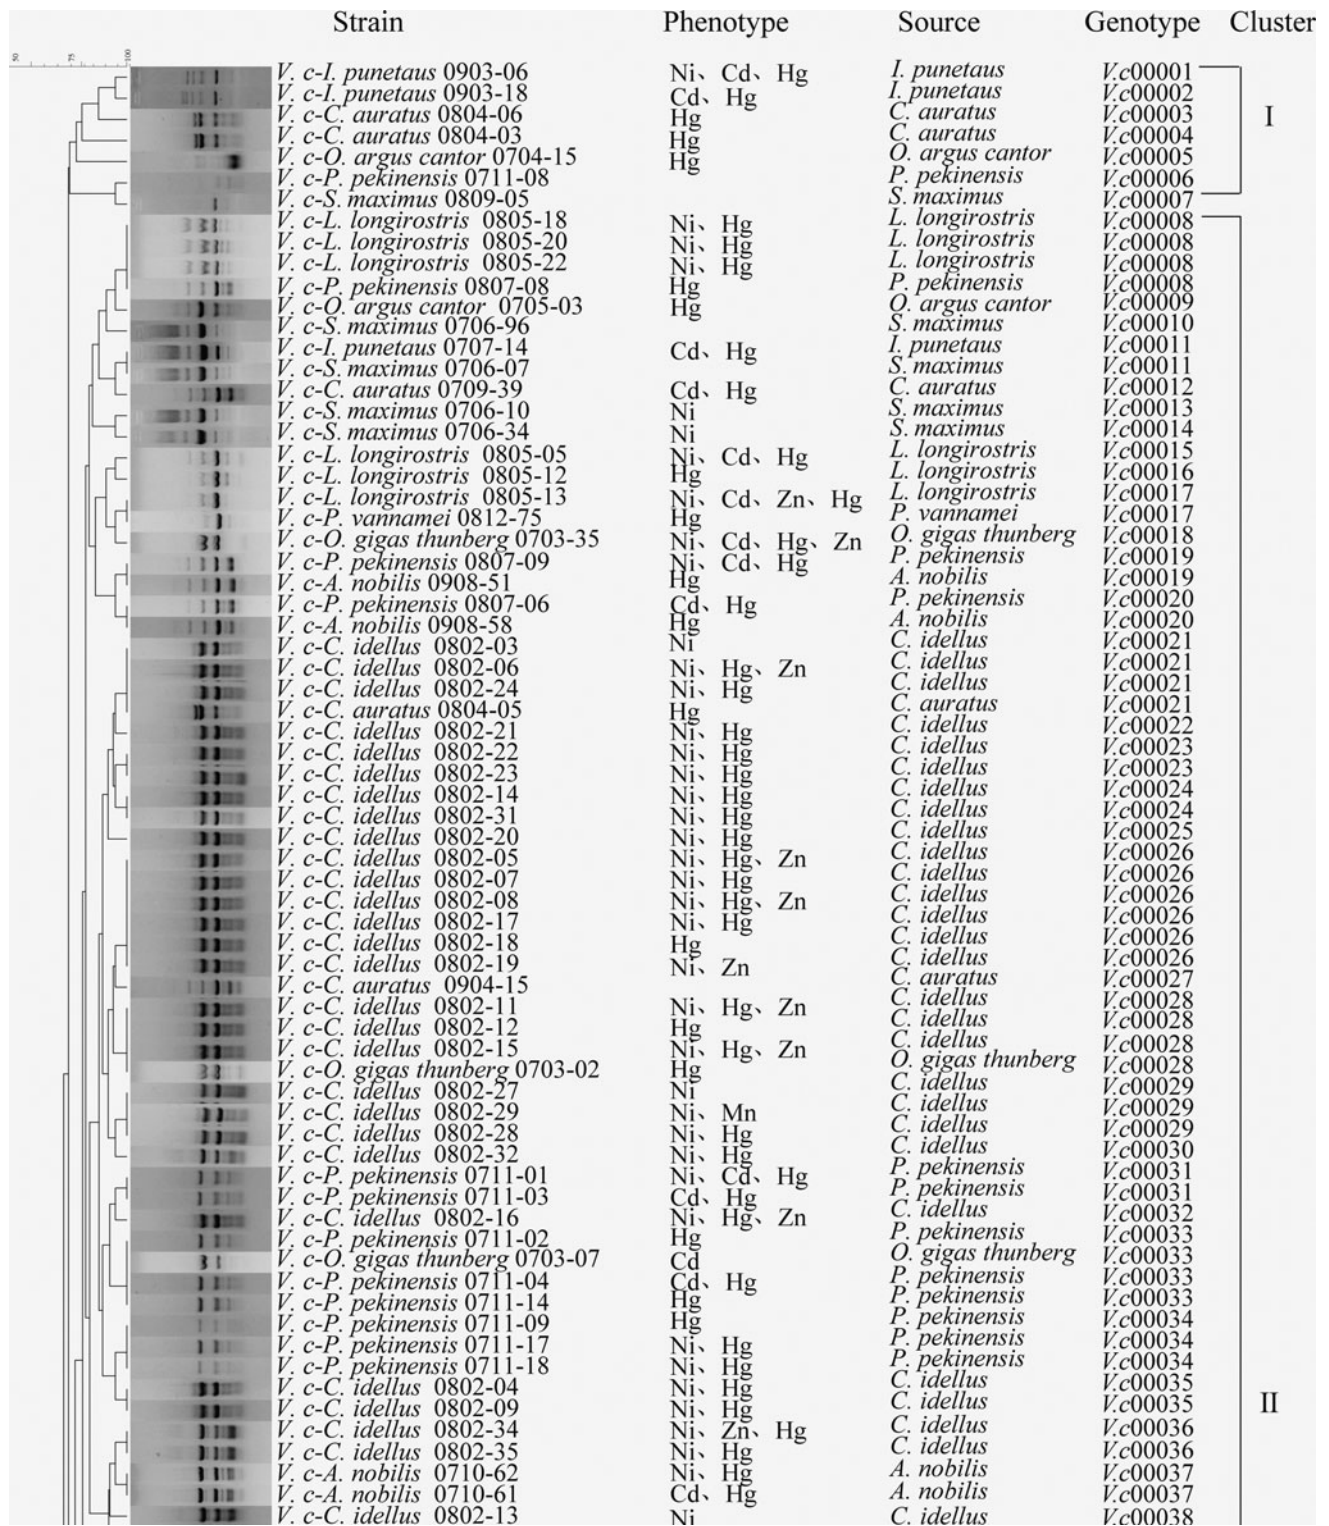 Strain Phenotype Source Genotype Cluster
50 75 100
V. c-I. punetaus 0903-06 Ni、Cd、Hg I. punetaus V.c00001
V. c-I. punetaus 0903-18 Cd、Hg I. punetaus V.c00002
V. c-C. auratus 0804-06 Hg C. auratus V.c00003 I
V. c-C. auratus 0804-03 Hg C. auratus V.c00004
V. c-O. argus cantor 0704-15 Hg O. argus cantor V.c00005
V. c-P. pekinensis 0711-08 P. pekinensis V.c00006
V. c-S. maximus 0809-05 S. maximus V.c00007
V. c-L. longirostris 0805-18 Ni、Hg L. longirostris V.c00008
V. c-L. longirostris 0805-20 Ni、Hg L. longirostris V.c00008
V. c-L. longirostris 0805-22 Ni、Hg L. longirostris V.c00008
V. c-P. pekinensis 0807-08 Hg P. pekinensis V.c00008
V. c-O. argus cantor 0705-03 Hg O. argus cantor V.c00009
V. c-S. maximus 0706-96 S. maximus V.c00010
V. c-I. punetaus 0707-14 Cd、Hg I. punetaus V.c00011
V. c-S. maximus 0706-07 S. maximus V.c00011
V. c-C. auratus 0709-39 Cd、Hg C. auratus V.c00012
V. c-S. maximus 0706-10 Ni S. maximus V.c00013
V. c-S. maximus 0706-34 Ni S. maximus V.c00014
V. c-L. longirostris 0805-05 Ni、Cd、Hg L. longirostris V.c00015
V. c-L. longirostris 0805-12 Hg L. longirostris V.c00016
V. c-L. longirostris 0805-13 Ni、Cd、Zn、Hg L. longirostris V.c00017
V. c-P. vannamei 0812-75 Hg P. vannamei V.c00017
V. c-O. gigas thunberg 0703-35 Ni、Cd、Hg、Zn O. gigas thunberg V.c00018
V. c-P. pekinensis 0807-09 Ni、Cd、Hg P. pekinensis V.c00019
V. c-A. nobilis 0908-51 Hg A. nobilis V.c00019
V. c-P. pekinensis 0807-06 Cd、Hg P. pekinensis V.c00020
V. c-A. nobilis 0908-58 Hg A. nobilis V.c00020
V. c-C. idellus 0802-03 Ni C. idellus V.c00021
V. c-C. idellus 0802-06 Ni、Hg、Zn C. idellus V.c00021
V. c-C. idellus 0802-24 Ni、Hg C. idellus V.c00021
V. c-C. auratus 0804-05 Hg C. auratus V.c00021
V. c-C. idellus 0802-21 Ni、Hg C. idellus V.c00022
V. c-C. idellus 0802-22 Ni、Hg C. idellus V.c00023
V. c-C. idellus 0802-23 Ni、Hg C. idellus V.c00023
V. c-C. idellus 0802-14 Ni、Hg C. idellus V.c00024
V. c-C. idellus 0802-31 Ni、Hg C. idellus V.c00024
V. c-C. idellus 0802-20 Ni、Hg C. idellus V.c00025
V. c-C. idellus 0802-05 Ni、Hg、Zn C. idellus V.c00026
V. c-C. idellus 0802-07 Ni、Hg C. idellus V.c00026
V. c-C. idellus 0802-08 Ni、Hg、Zn C. idellus V.c00026
V. c-C. idellus 0802-17 Ni、Hg C. idellus V.c00026
V. c-C. idellus 0802-18 Hg C. idellus V.c00026
V. c-C. idellus 0802-19 Ni、Zn C. idellus V.c00026
V. c-C. auratus 0904-15 C. auratus V.c00027
V. c-C. idellus 0802-11 Ni、Hg、Zn C. idellus V.c00028
V. c-C. idellus 0802-12 Hg C. idellus V.c00028
V. c-C. idellus 0802-15 Ni、Hg、Zn C. idellus V.c00028
V. c-O. gigas thunberg 0703-02 Hg O. gigas thunberg V.c00028
V. c-C. idellus 0802-27 Ni C. idellus V.c00029
V. c-C. idellus 0802-29 Ni、Mn C. idellus V.c00029
V. c-C. idellus 0802-28 Ni、Hg C. idellus V.c00029
V. c-C. idellus 0802-32 Ni、Hg C. idellus V.c00030
V. c-P. pekinensis 0711-01 Ni、Cd、Hg P. pekinensis V.c00031
V. c-P. pekinensis 0711-03 Cd、Hg P. pekinensis V.c00031
V. c-C. idellus 0802-16 Ni、Hg、Zn C. idellus V.c00032
V. c-P. pekinensis 0711-02 Hg P. pekinensis V.c00033
V. c-O. gigas thunberg 0703-07 Cd O. gigas thunberg V.c00033
V. c-P. pekinensis 0711-04 Cd、Hg P. pekinensis V.c00033
V. c-P. pekinensis 0711-14 Hg P. pekinensis V.c00033
V. c-P. pekinensis 0711-09 Hg P. pekinensis V.c00034
V. c-P. pekinensis 0711-17 Ni、Hg P. pekinensis V.c00034
V. c-P. pekinensis 0711-18 Ni、Hg P. pekinensis V.c00034
V. c-C. idellus 0802-04 Ni、Hg C. idellus V.c00035
V. c-C. idellus 0802-09 Ni、Hg C. idellus V.c00035 II
V. c-C. idellus 0802-34 Ni、Zn、Hg C. idellus V.c00036
V. c-C. idellus 0802-35 Ni、Hg C. idellus V.c00036
V. c-A. nobilis 0710-62 Ni、Hg A. nobilis V.c00037
V. c-A. nobilis 0710-61 Cd、Hg A. nobilis V.c00037
V. c-C. idellus 0802-13 Ni C. idellus V.c00038